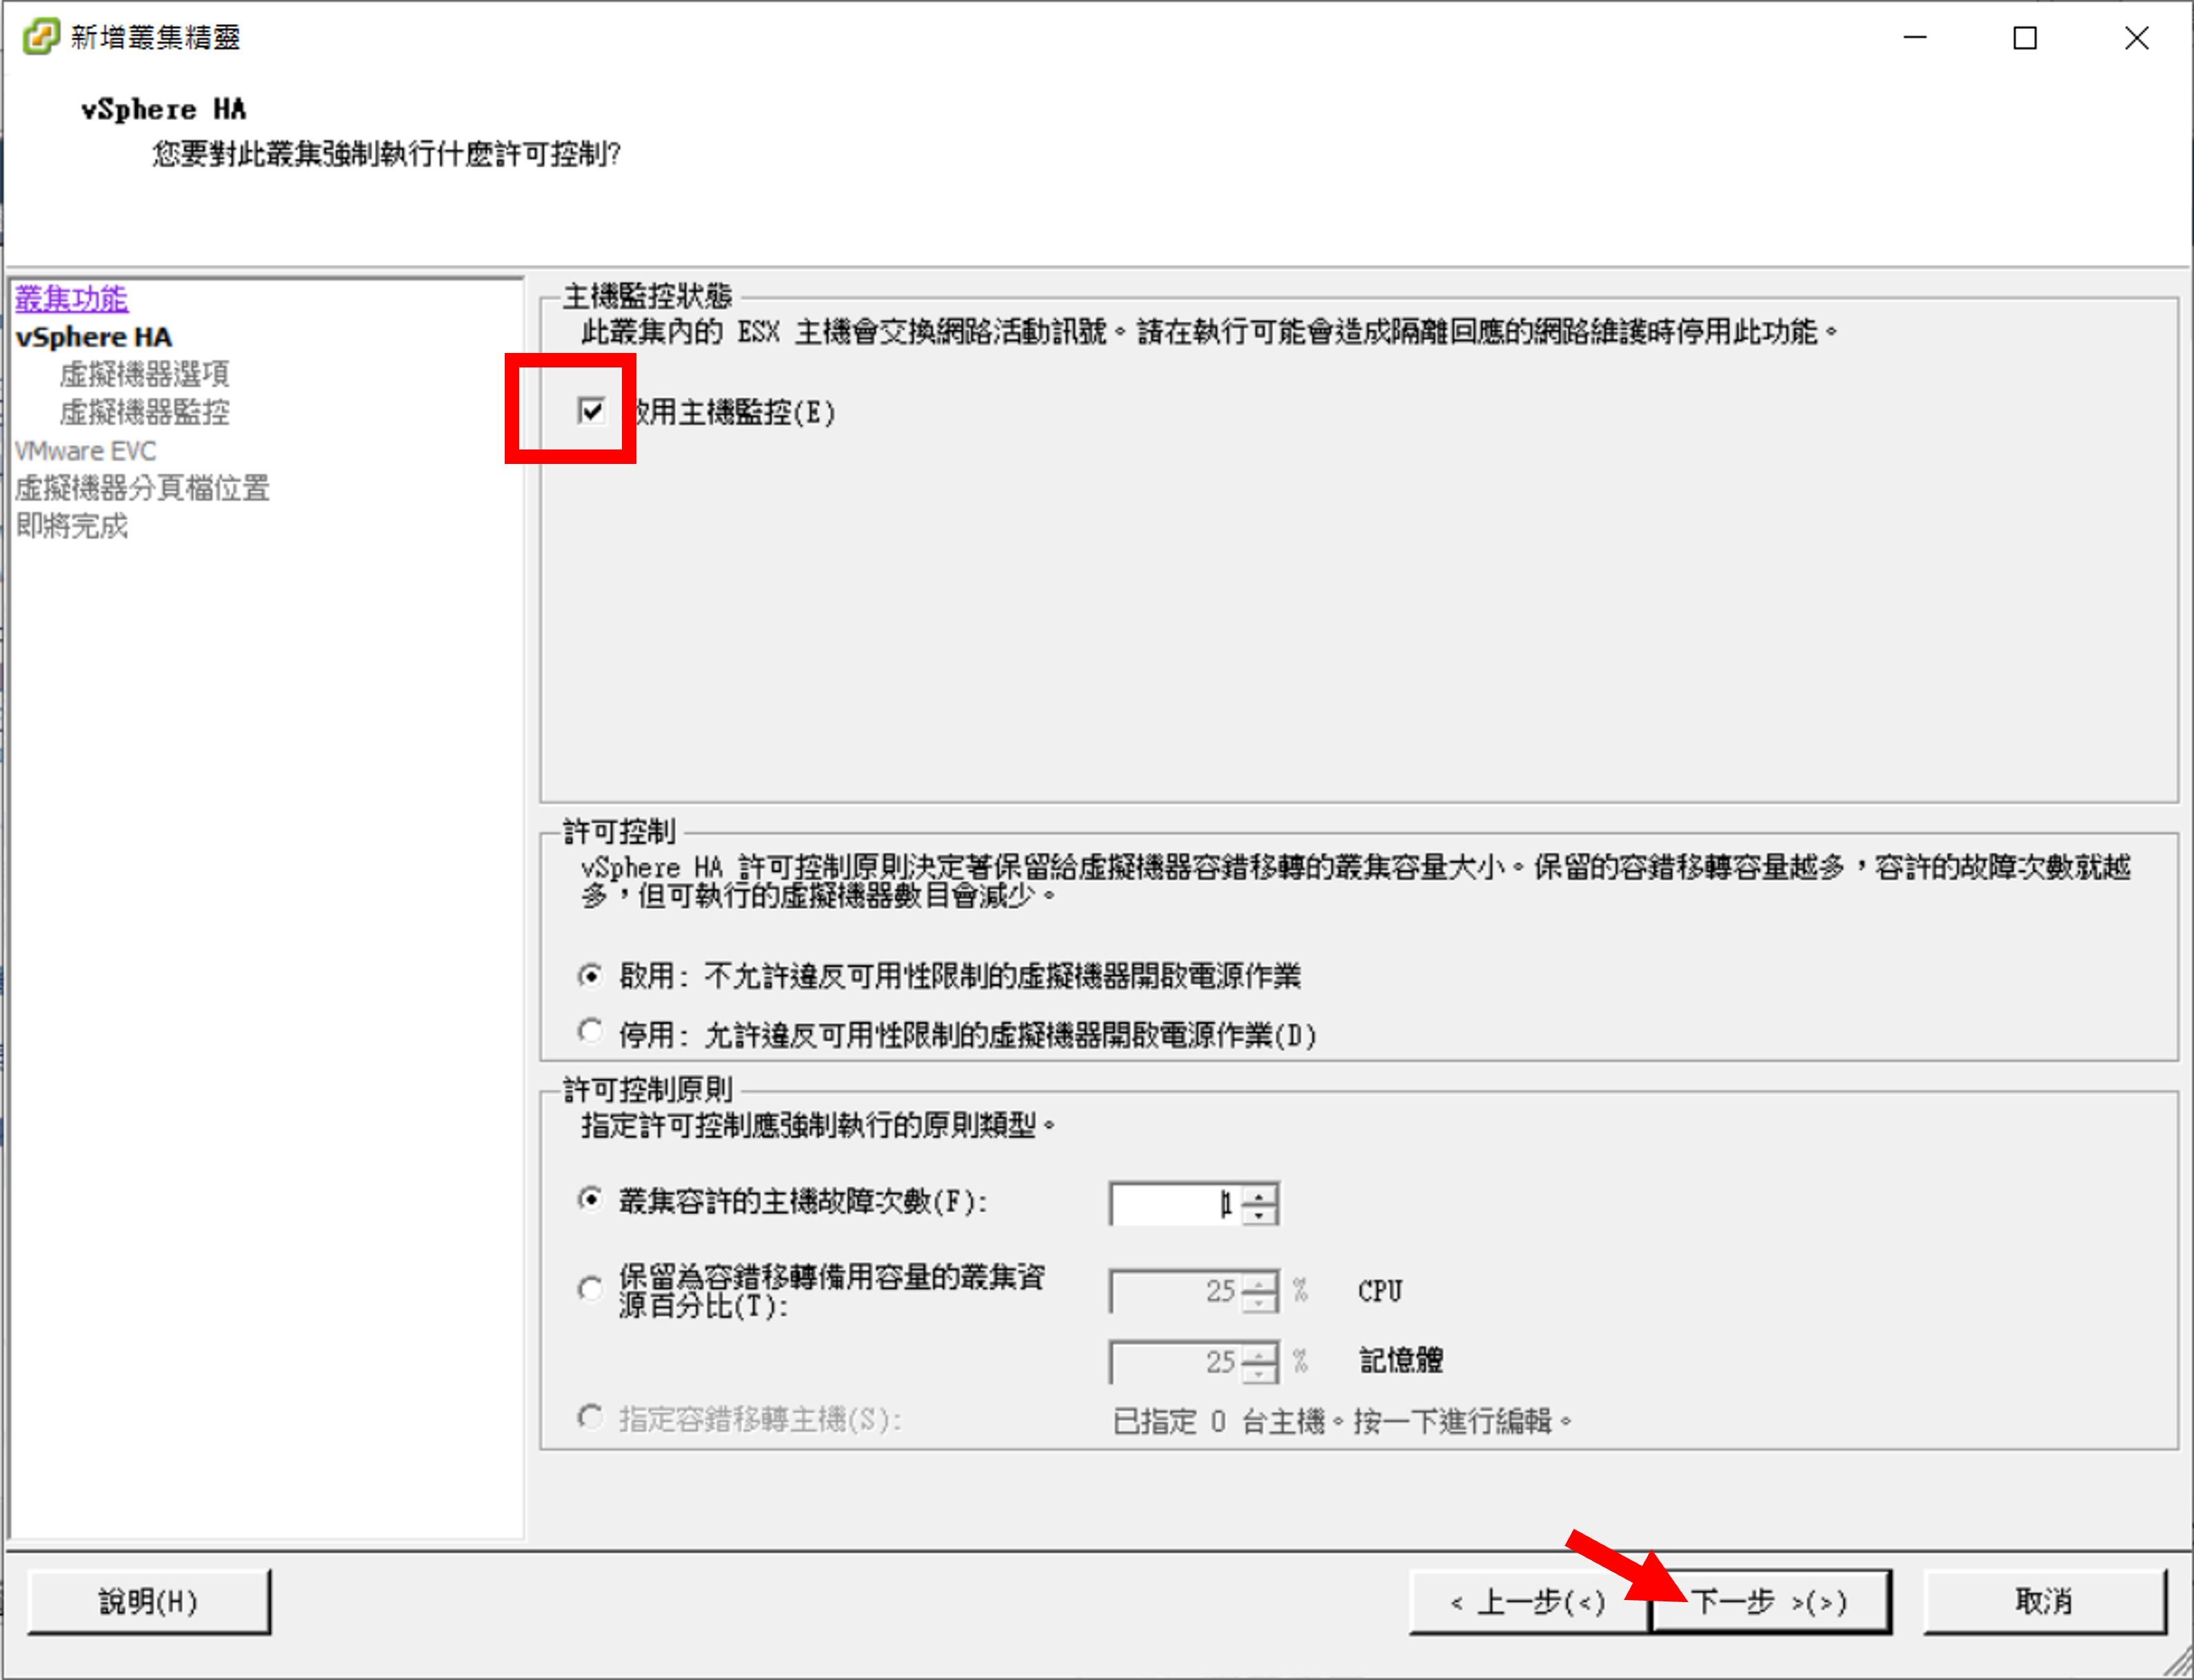 新增叢集精靈
vSphere HA
您要對此叢集強制執行什麼許可控制?
叢集功能
vSphere HA
虛擬機器選項
虛擬機器監控
VMware EVC
虛擬機器分頁檔位置
即將完成
主機監控狀態
此叢集內的 ESX 主機會交換網路活動訊號。請在執行可能會造成隔離回應的網路維護時停用此功能。
啟用主機監控(E)
許可控制
vSphere HA 許可控制原則決定著保留給虛擬機器容錯移轉的叢集容量大小。保留的容錯移轉容量越多，容許的故障次數就越
多，但可執行的虛擬機器數目會減少。
啟用: 不允許違反可用性限制的虛擬機器開啟電源作業
停用: 允許違反可用性限制的虛擬機器開啟電源作業(D)
許可控制原則
指定許可控制應強制執行的原則類型。
叢集容許的主機故障次數(F): 1
保留為容錯移轉備用容量的叢集資
源百分比(T):
25 % CPU
25 % 記憶體
指定容錯移轉主機(S): 已指定 0 台主機。按一下進行編輯。
說明(H) < 上一步(<) 下一步 >(>) 取消